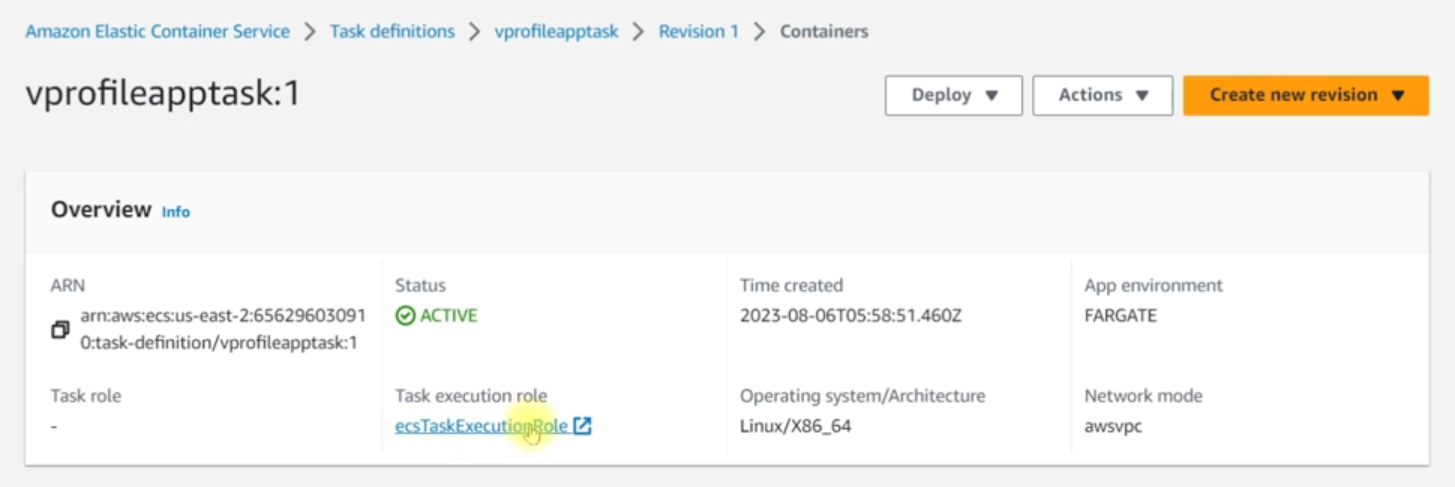 Amazon Elastic Container Service > Task definitions > vprofileapptask > Revision 1 > Containers
vprofileapptask:1
Deploy ▼
Actions ▼
Create new revision ▼
Overview Info
ARN
arn:aws:ecs:us-east-2:65629603091
0:task-definition/vprofileapptask:1
Status
ACTIVE
Time created
2023-08-06T05:58:51.460Z
App environment
FARGATE
Task role
-
Task execution role
ecsTaskExecutionRole
Operating system/Architecture
Linux/X86_64
Network mode
awsvpc